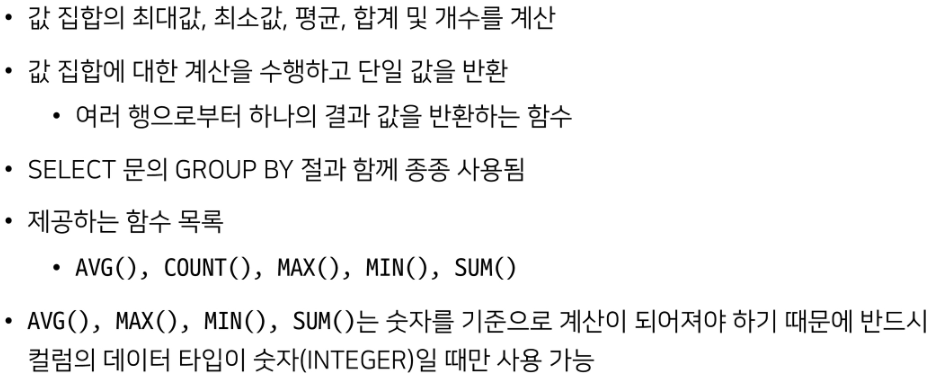 • 값 집합의 최대값, 최소값, 평균, 합계 및 개수를 계산
• 값 집합에 대한 계산을 수행하고 단일 값을 반환
• 여러 행으로부터 하나의 결과 값을 반환하는 함수
• SELECT 문의 GROUP BY 절과 함께 종종 사용됨
• 제공하는 함수 목록
• AVG(), COUNT(), MAX(), MIN(), SUM()
• AVG(), MAX(), MIN(), SUM()는 숫자를 기준으로 계산이 되어져야 하기 때문에 반드시
컬럼의 데이터 타입이 숫자(INTEGER)일 때만 사용 가능